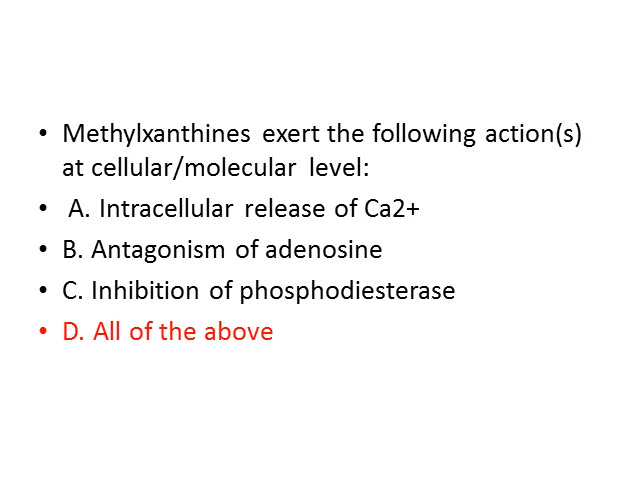 • Methylxanthines exert the following action(s)
at cellular/molecular level:
• A. Intracellular release of Ca2+
• B. Antagonism of adenosine
• C. Inhibition of phosphodiesterase
• D. All of the above